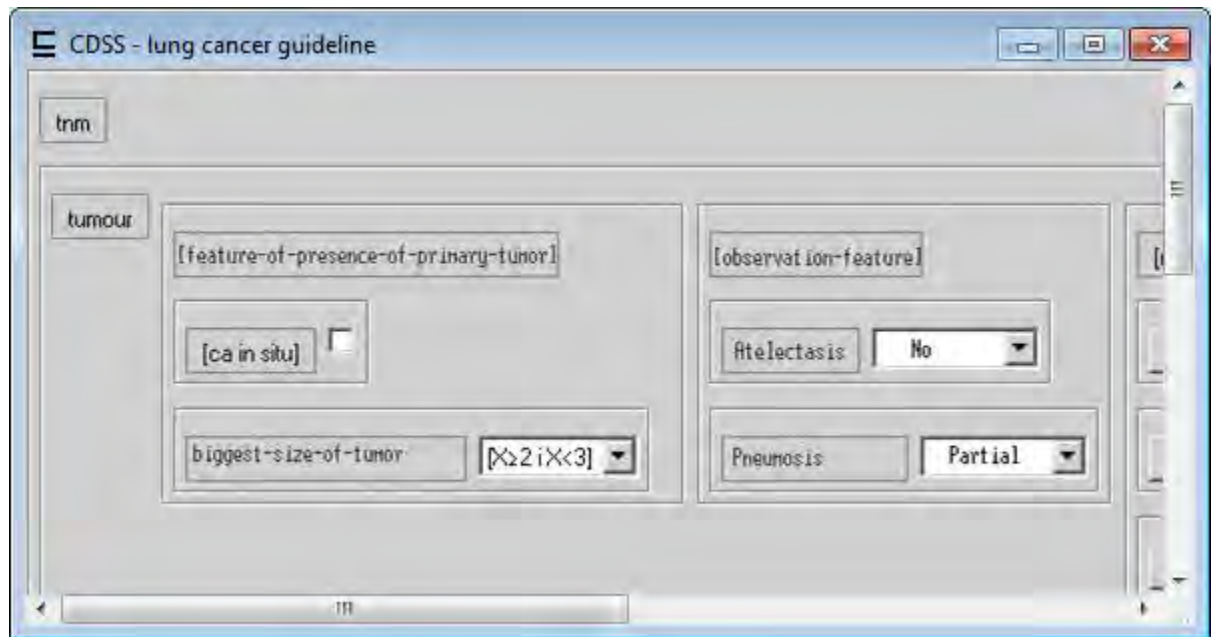 CDSS - lung cancer guideline
tnm
tumour
[feature-of-presence-of-primary-tumor]
[ca in situ]
biggest-size-of-tumor [X≥2 i X<3]
[observation-feature]
Atelectasis No
Pneumosis Partial